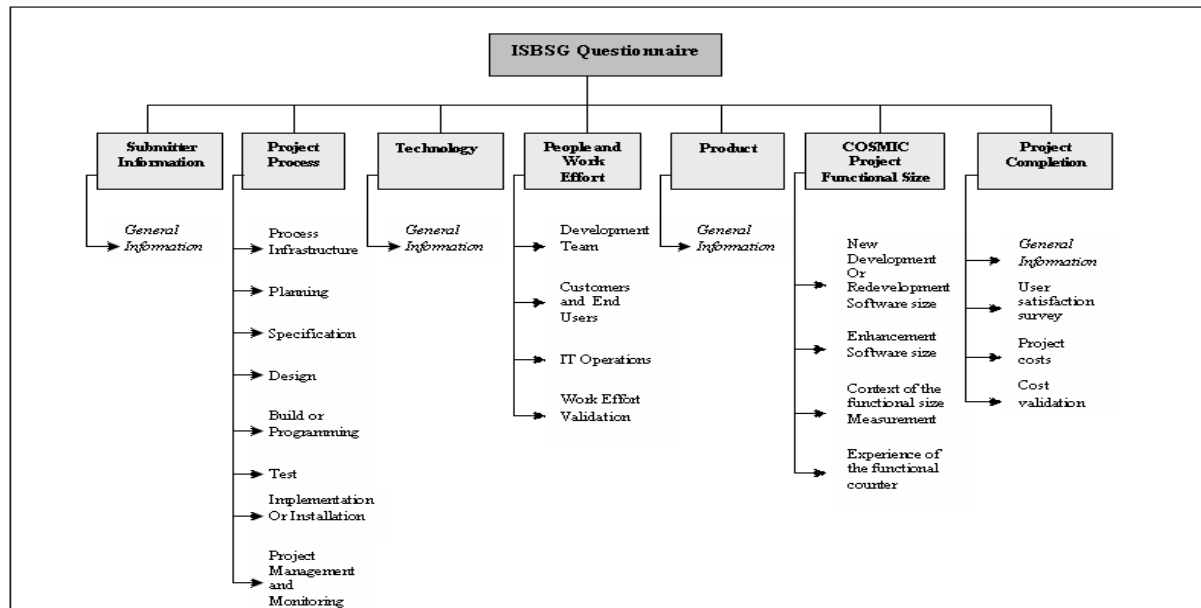 ISBSG Questionnaire
Submitter
Information
General
Information
Project
Process
Process
Infrastructure
Planning
Specification
Design
Build or
Programming
Test
Implementation
Or Installation
Project
Management
and
Monitoring
Technology
General
Information
People and
Work
Effort
Development
Team
Customers
and End
Users
IT Operations
Work Effort
Validation
Product
General
Information
COSMIC
Project
Functional Size
New
Development
Or
Redevelopment
Software size
Enhancement
Software size
Context of the
functional size
Measurement
Experience of
the functional
counter
Project
Completion
General
Information
User
satisfaction
survey
Project
costs
Cost
validation